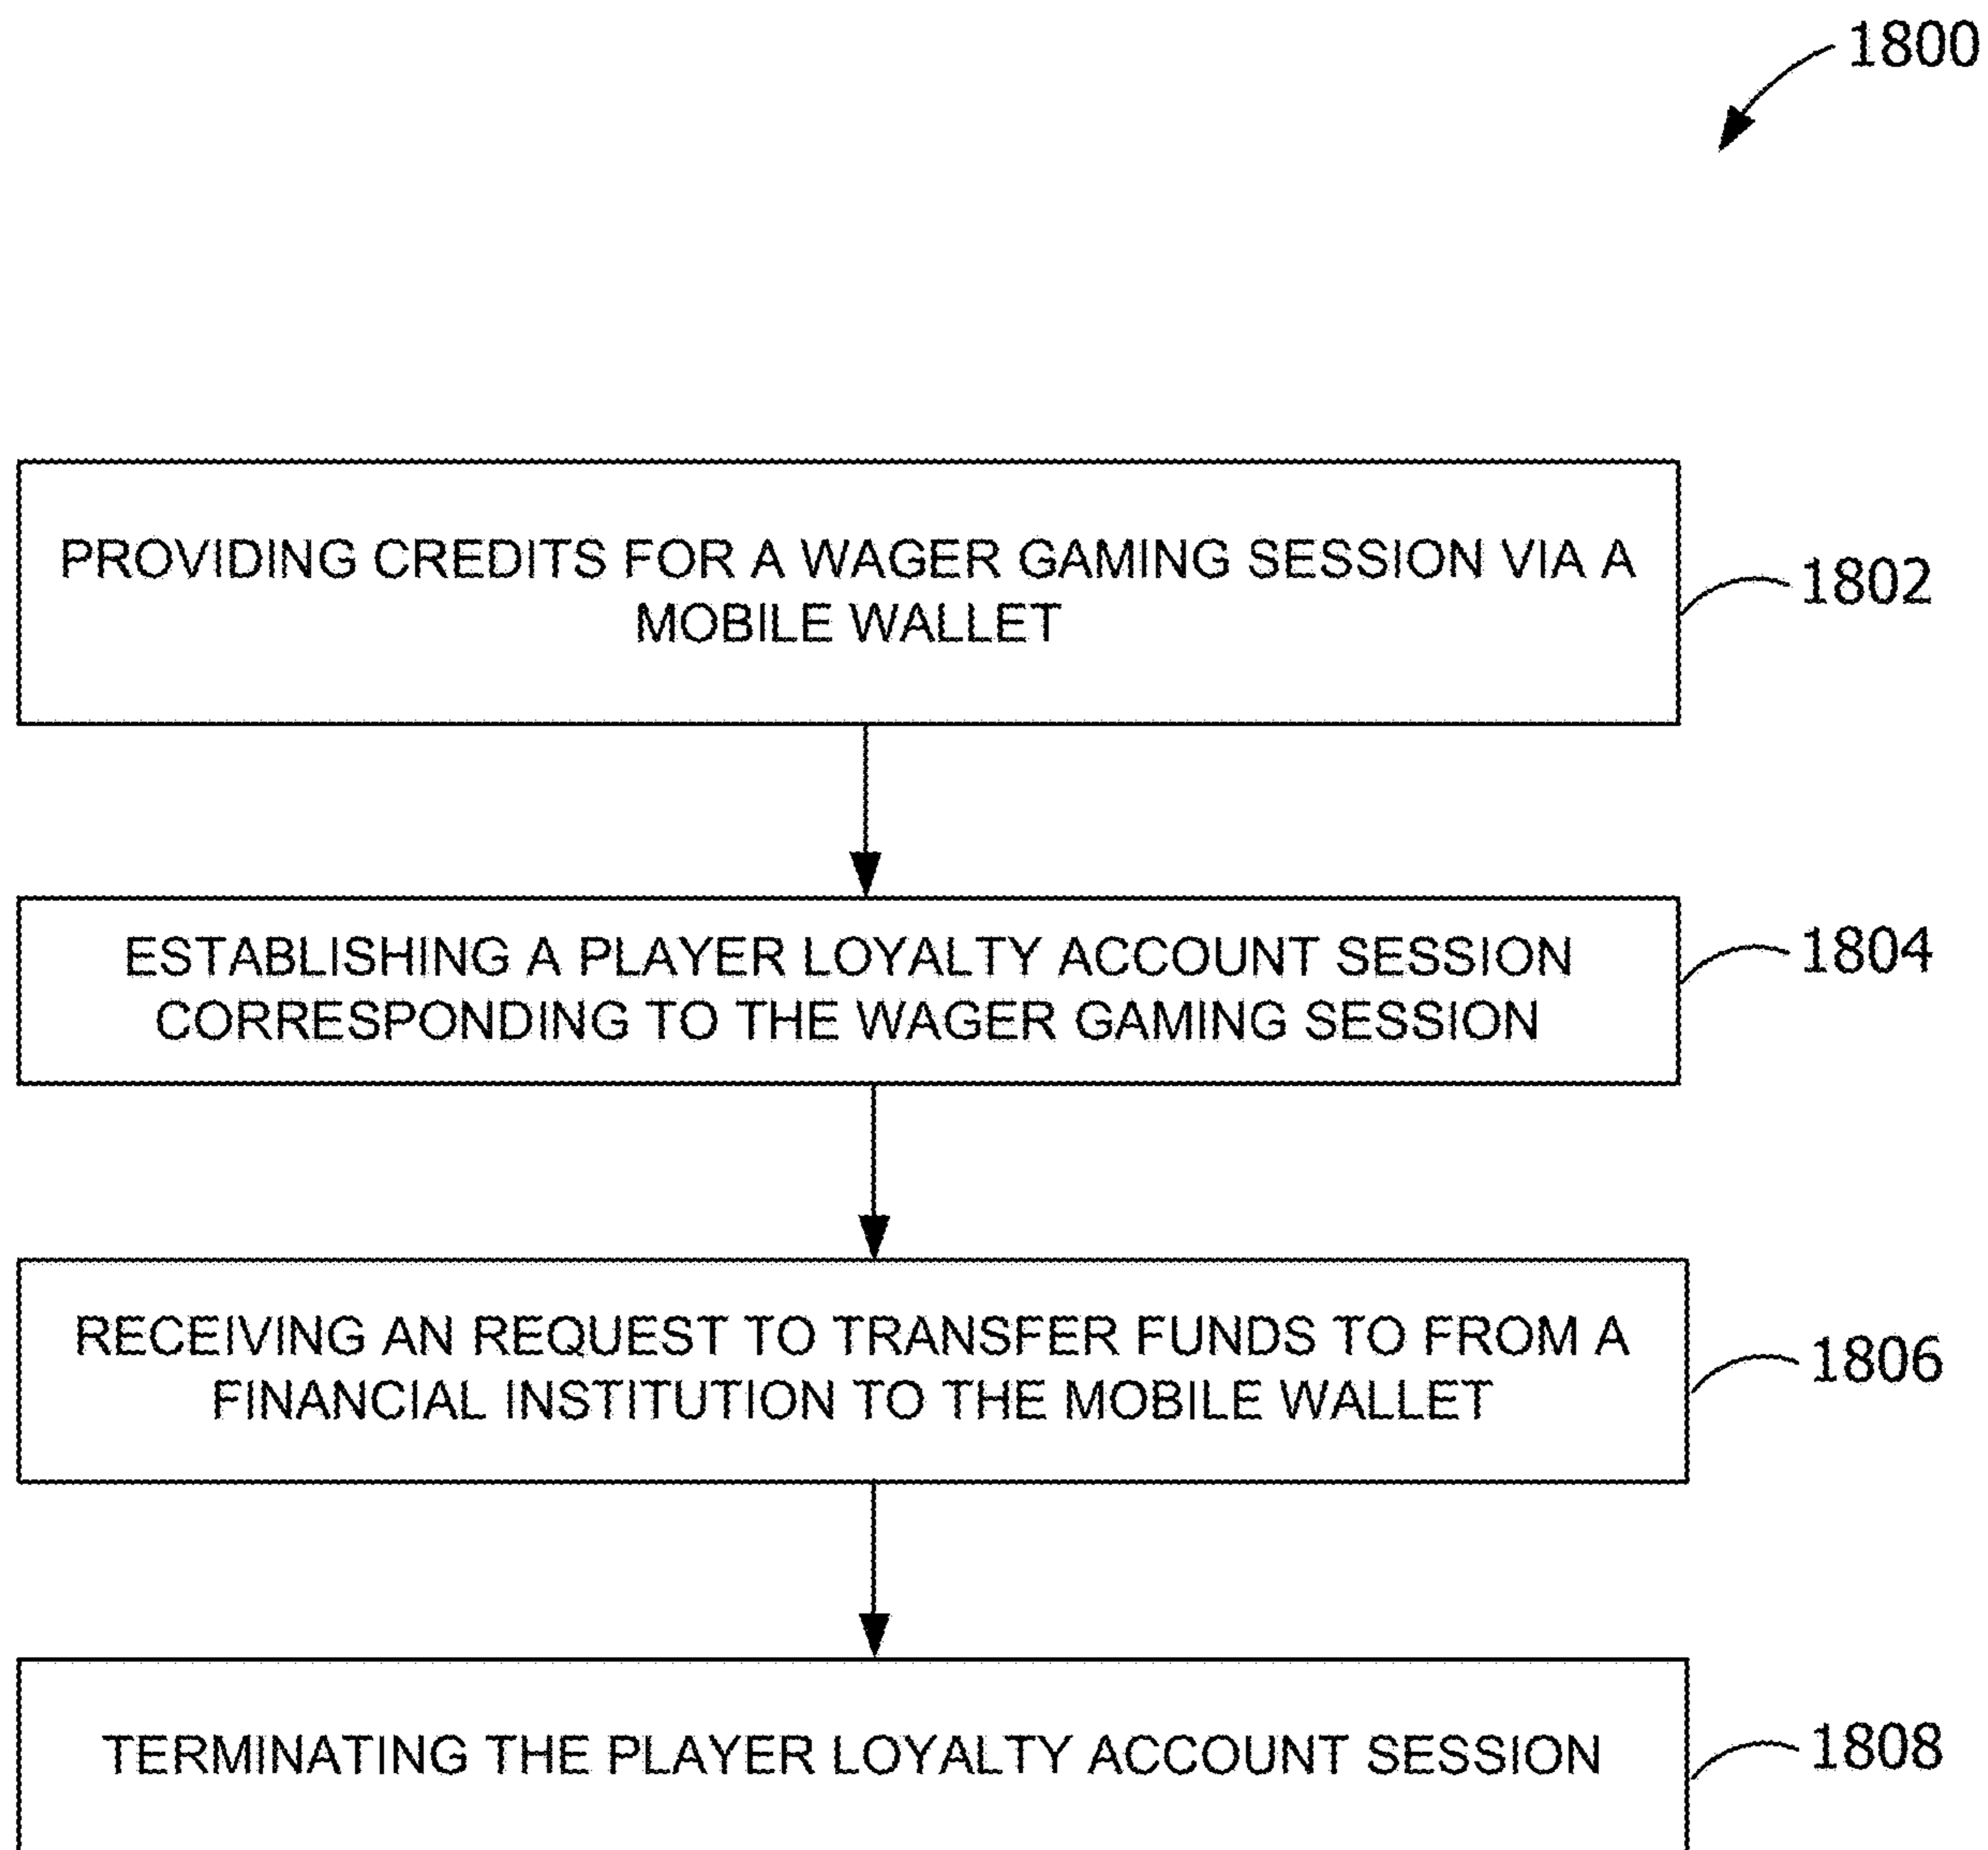 1800
PROVIDING CREDITS FOR A WAGER GAMING SESSION VIA A
MOBILE WALLET
1802
ESTABLISHING A PLAYER LOYALTY ACCOUNT SESSION
CORRESPONDING TO THE WAGER GAMING SESSION
1804
RECEIVING AN REQUEST TO TRANSFER FUNDS TO FROM A
FINANCIAL INSTITUTION TO THE MOBILE WALLET
1806
TERMINATING THE PLAYER LOYALTY ACCOUNT SESSION
1808